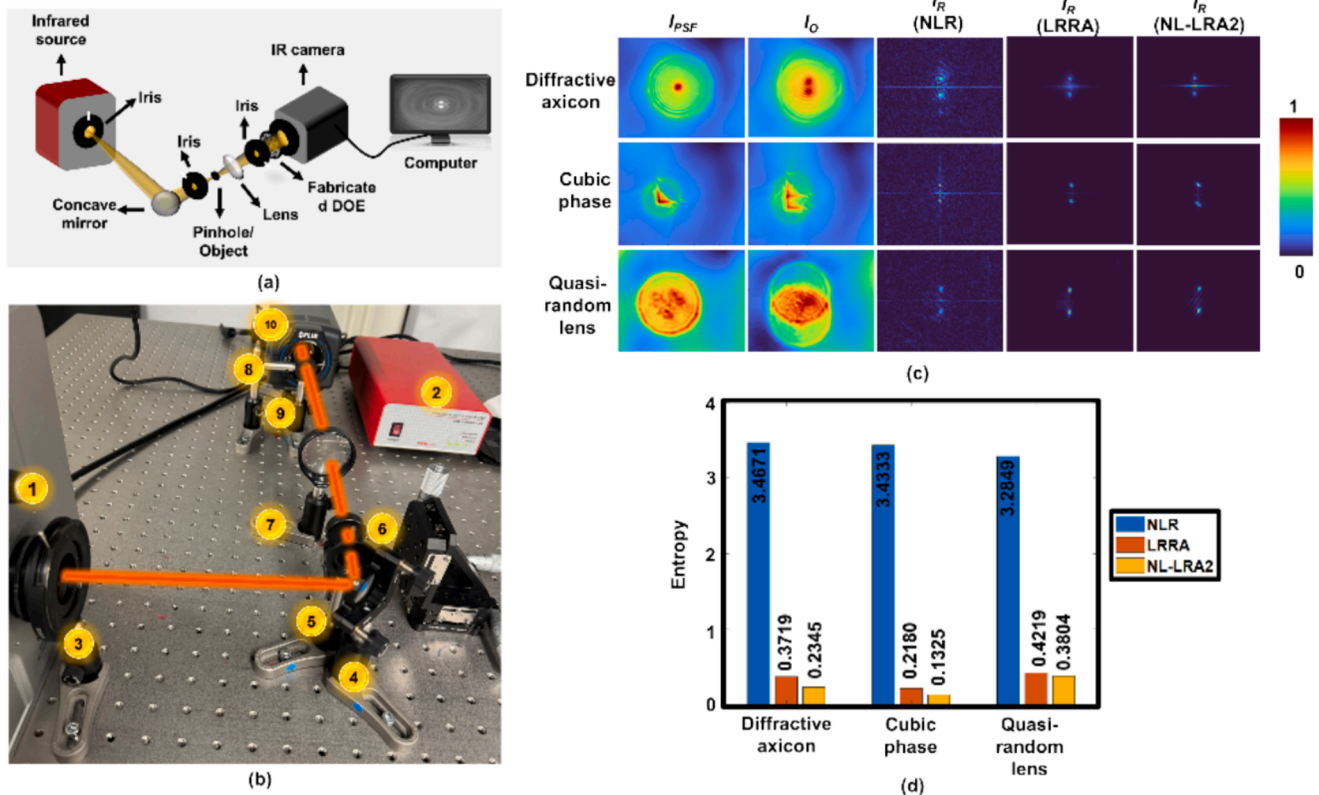 Infrared
source
Iris
Iris
Iris
IR camera
Computer
Concave
mirror
Pinhole/
Object
Lens
Fabricate
d DOE
(a)
10
FLIR
8
9
2
1
7
6
5
3
4
(b)
I_PSF
I_O
I_R
(NLR)
I_R
(LRRA)
I_R
(NL-LRA2)
Diffractive
axicon
Cubic
phase
Quasi-
random
lens
1
0
(c)
Entropy
4
3
2
1
0
3.4671
0.3719
0.2345
3.4333
0.2180
0.1325
3.2849
0.4219
0.3804
Diffractive
axicon
Cubic
phase
Quasi-
random
lens
NLR
LRRA
NL-LRA2
(d)